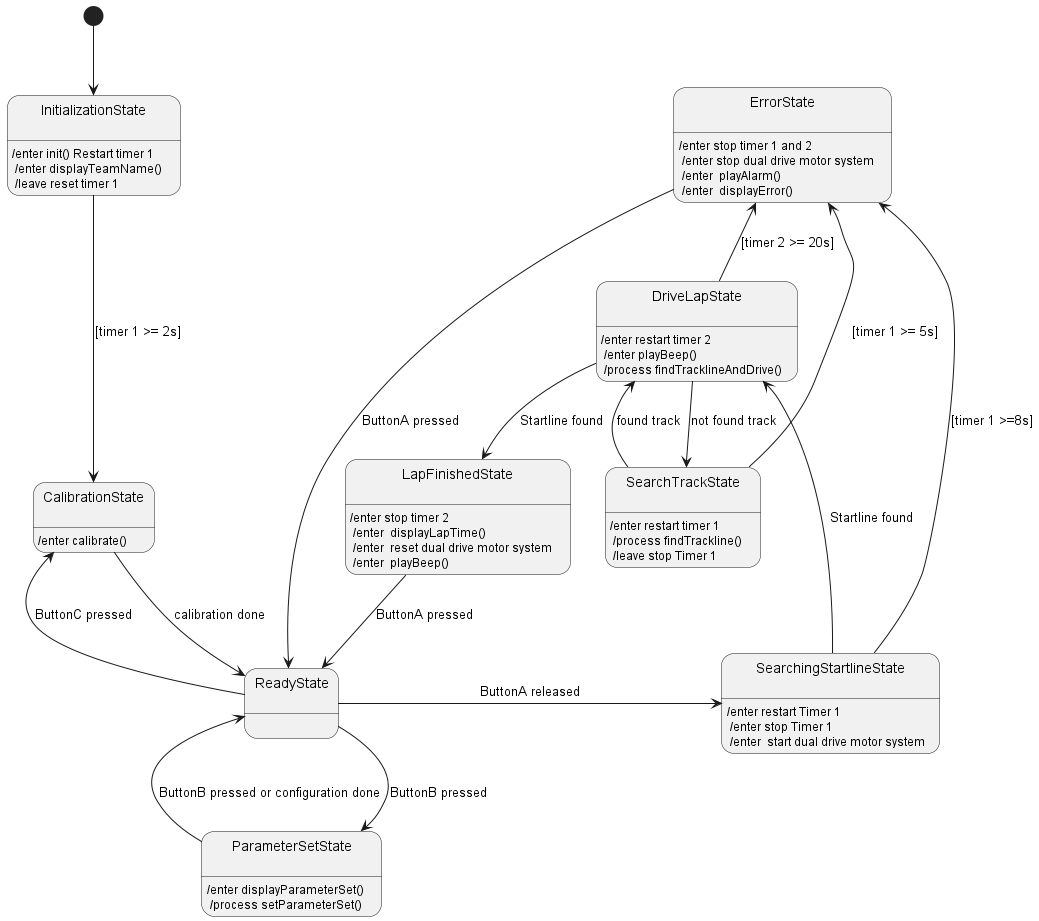 InitializationState
/enter init() Restart timer 1
/enter displayTeamName()
/leave reset timer 1
ErrorState
/enter stop timer 1 and 2
/enter stop dual drive motor system
/enter  playAlarm()
/enter  displayError()
[timer 2 >= 20s]
DriveLapState
/enter restart timer 2
/enter playBeep()
/process findTracklineAndDrive()
[timer 1 >= 2s]
[timer 1 >= 5s]
ButtonA pressed
Startline found
found track
not found track
[timer 1 >=8s]
LapFinishedState
/enter stop timer 2
/enter  displayLapTime()
/enter  reset dual drive motor system
/enter  playBeep()
SearchTrackState
/enter restart timer 1
/process findTrackline()
/leave stop Timer 1
CalibrationState
/enter calibrate()
Startline found
ButtonC pressed
calibration done
ButtonA pressed
ReadyState
ButtonA released
SearchingStartlineState
/enter restart Timer 1
/enter stop Timer 1
/enter  start dual drive motor system
ButtonB pressed or configuration done
ButtonB pressed
ParameterSetState
/enter displayParameterSet()
/process setParameterSet()